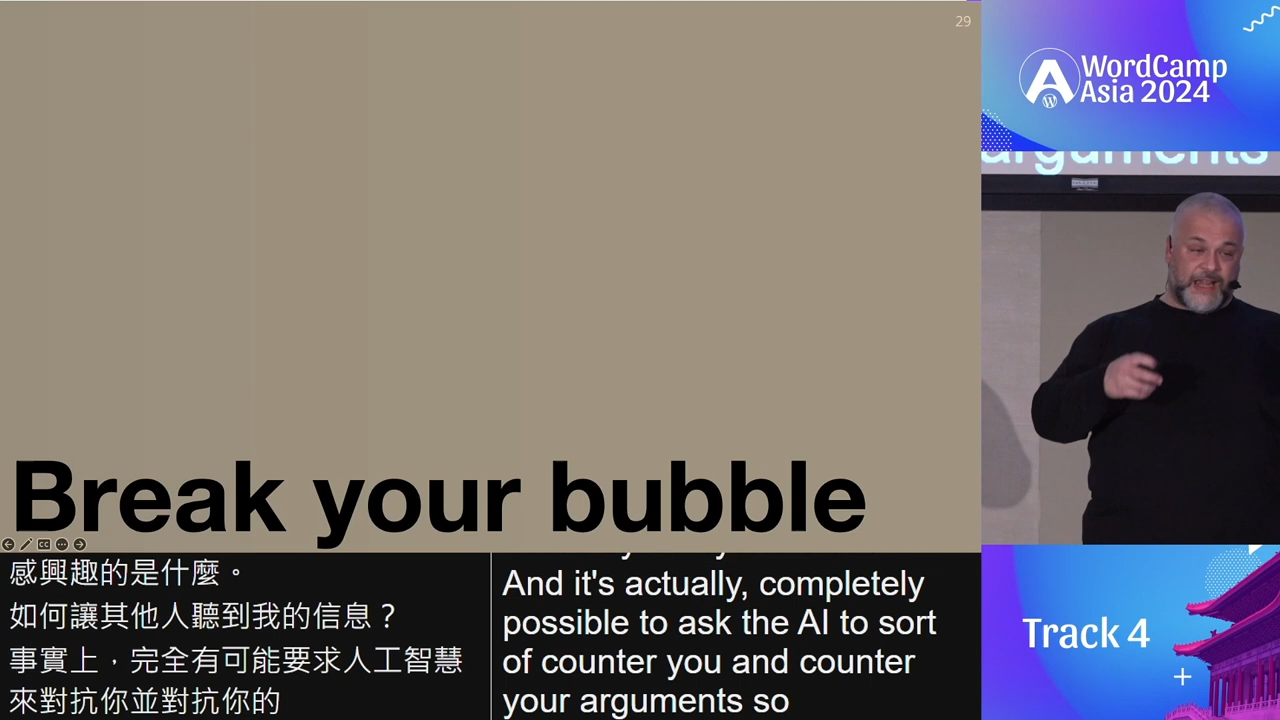 29
Break your bubble
感興趣的是什麼。
如何讓其他人聽到我的信息？
事實上，完全有可能要求人工智慧
來對抗你並對抗你的
And it's actually, completely
possible to ask the AI to sort
of counter you and counter
your arguments so
WordCamp
Asia 2024
arguments
Track 4